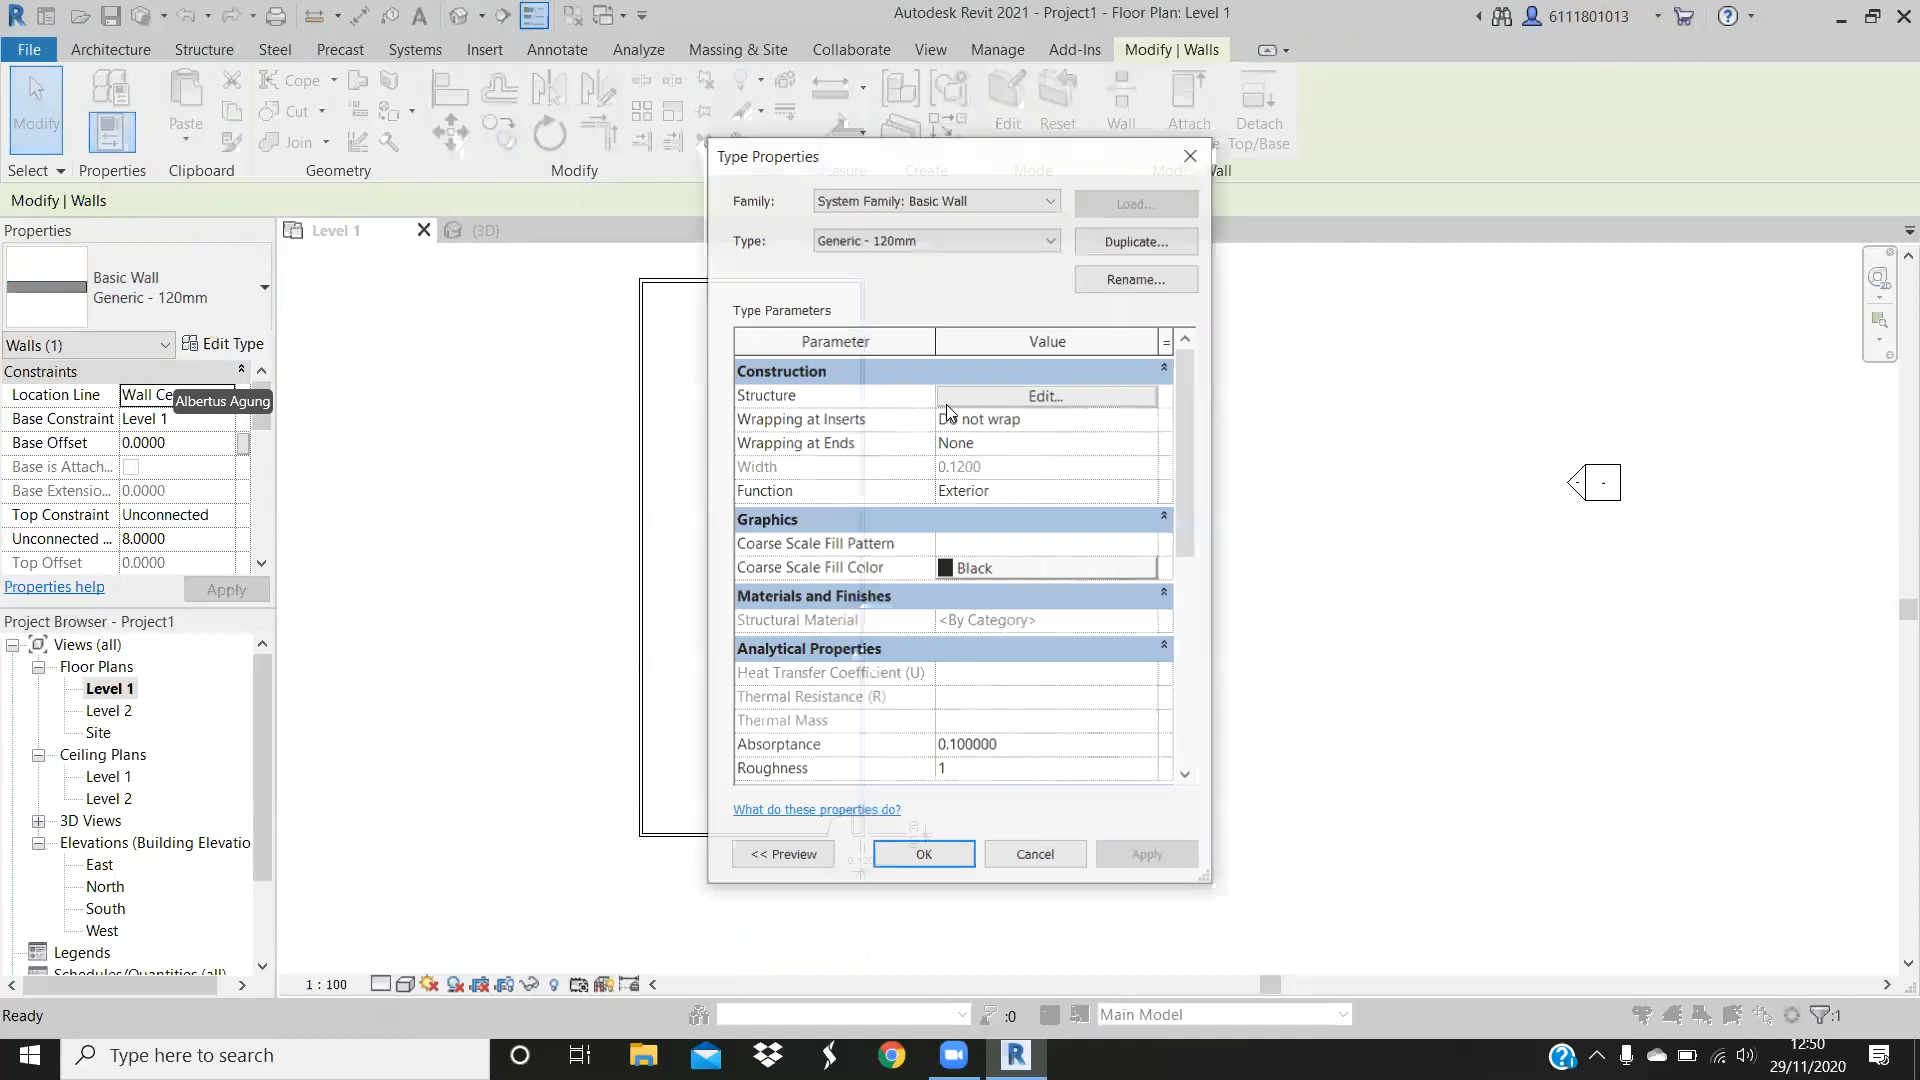 Autodesk Revit 2021 - Project1 - Floor Plan: Level 1
6111801013
File Architecture Structure Steel Precast Systems Insert Annotate Analyze Massing & Site Collaborate View Manage Add-Ins Modify | Walls
Modify
Paste
Cope
Cut
Join
Edit Reset Wall Attach Detach
Top/Base
Select Properties Clipboard Geometry Modify Create Mode Wall
Modify | Walls
Properties
Level 1
{3D}
Basic Wall
Generic - 120mm
Walls (1)
Edit Type
Constraints
Location Line Wall Ce
Albertus Agung
Base Constraint Level 1
Base Offset 0.0000
Base is Attach...
Base Extensio... 0.0000
Top Constraint Unconnected
Unconnected ... 8.0000
Top Offset 0.0000
Properties help
Apply
Project Browser - Project1
Views (all)
Floor Plans
Level 1
Level 2
Site
Ceiling Plans
Level 1
Level 2
3D Views
Elevations (Building Elevatio
East
North
South
West
Legends
Schedules/Quantities (all)
Type Properties
Family: System Family: Basic Wall Load...
Type: Generic - 120mm Duplicate...
Rename...
Type Parameters
Parameter Value =
Construction
Structure Edit...
Wrapping at Inserts Do not wrap
Wrapping at Ends None
Width 0.1200
Function Exterior
Graphics
Coarse Scale Fill Pattern
Coarse Scale Fill Color Black
Materials and Finishes
Structural Material <By Category>
Analytical Properties
Heat Transfer Coefficient (U)
Thermal Resistance (R)
Thermal Mass
Absorptance 0.100000
Roughness 1
What do these properties do?
<< Preview OK Cancel Apply
1 : 100
Ready
:0
Main Model
:1
Type here to search
12:50
29/11/2020